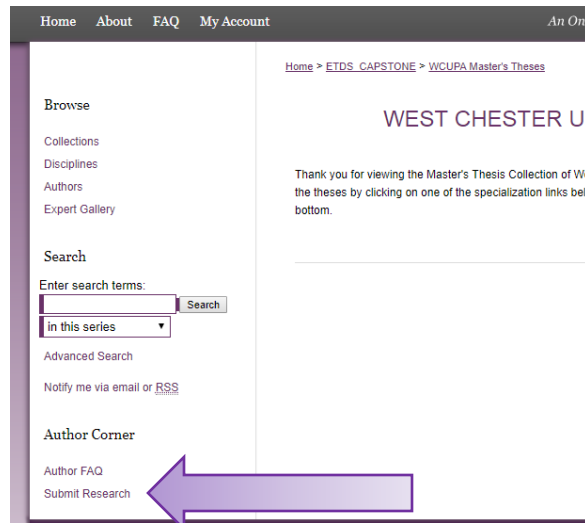 Home About FAQ My Account An On
Home > ETDS_CAPSTONE > WCUPA Master's Theses
Browse
WEST CHESTER U
Collections
Disciplines
Authors
Expert Gallery
Thank you for viewing the Master's Thesis Collection of W
the theses by clicking on one of the specialization links bel
bottom.
Search
Enter search terms:
Search
in this series
Advanced Search
Notify me via email or RSS
Author Corner
Author FAQ
Submit Research